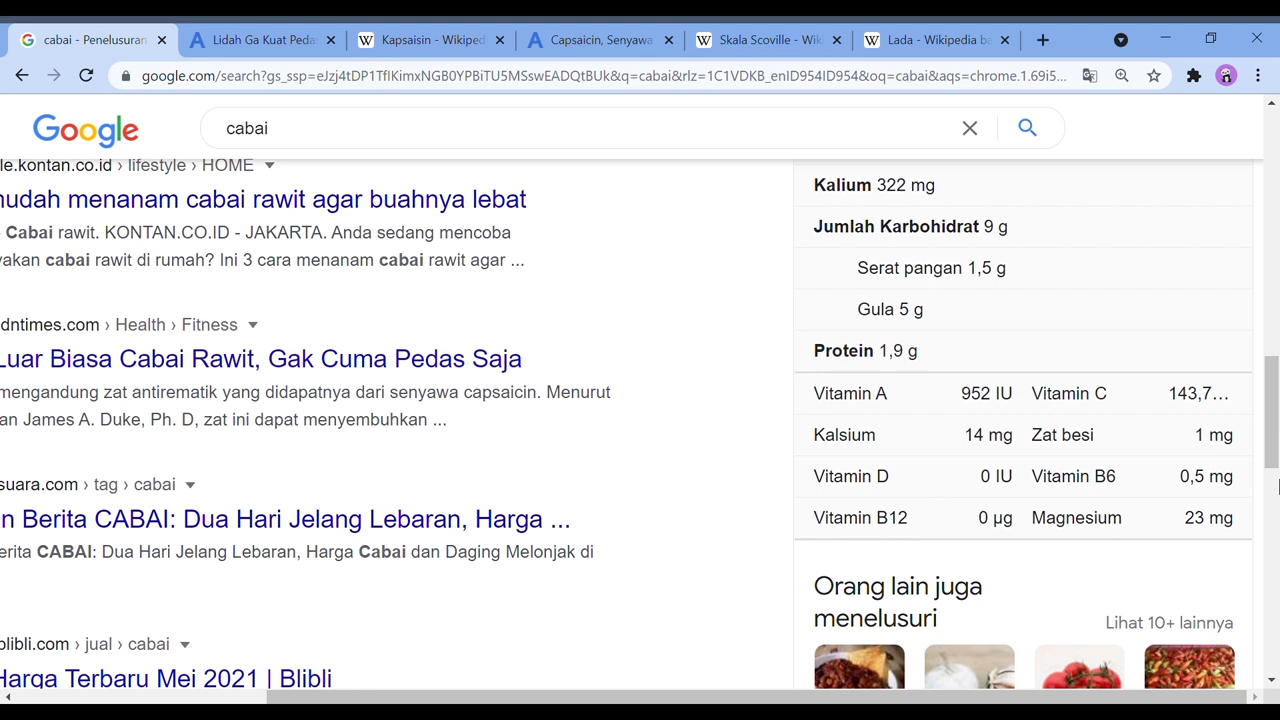 cabai - Penelusuran
Lidah Ga Kuat Peda
Kapsaisin - Wikiped
Capsaicin, Senyawa
Skala Scoville - Wik
Lada - Wikipedia ba
google.com/search?gs_ssp=eJzj4tDP1TflKimxNGB0YPBiTU5MSswEADQtBUk&q=cabai&rlz=1C1VDKB_enID954ID954&oq=cabai&aqs=chrome.1.69i5...
Google
cabai
le.kontan.co.id › lifestyle › HOME
nudah menanam cabai rawit agar buahnya lebat
Cabai rawit. KONTAN.CO.ID - JAKARTA. Anda sedang mencoba
yakan cabai rawit di rumah? Ini 3 cara menanam cabai rawit agar ...
dntimes.com › Health › Fitness
Luar Biasa Cabai Rawit, Gak Cuma Pedas Saja
mengandung zat antirematik yang didapatnya dari senyawa capsaicin. Menurut
an James A. Duke, Ph. D, zat ini dapat menyembuhkan ...
suara.com › tag › cabai
n Berita CABAI: Dua Hari Jelang Lebaran, Harga ...
erita CABAI: Dua Hari Jelang Lebaran, Harga Cabai dan Daging Melonjak di
blibli.com › jual › cabai
Harga Terbaru Mei 2021 | Blibli
Kalium 322 mg
Jumlah Karbohidrat 9 g
Serat pangan 1,5 g
Gula 5 g
Protein 1,9 g
Vitamin A 952 IU Vitamin C 143,7...
Kalsium 14 mg Zat besi 1 mg
Vitamin D 0 IU Vitamin B6 0,5 mg
Vitamin B12 0 µg Magnesium 23 mg
Orang lain juga
menelusuri
Lihat 10+ lainnya